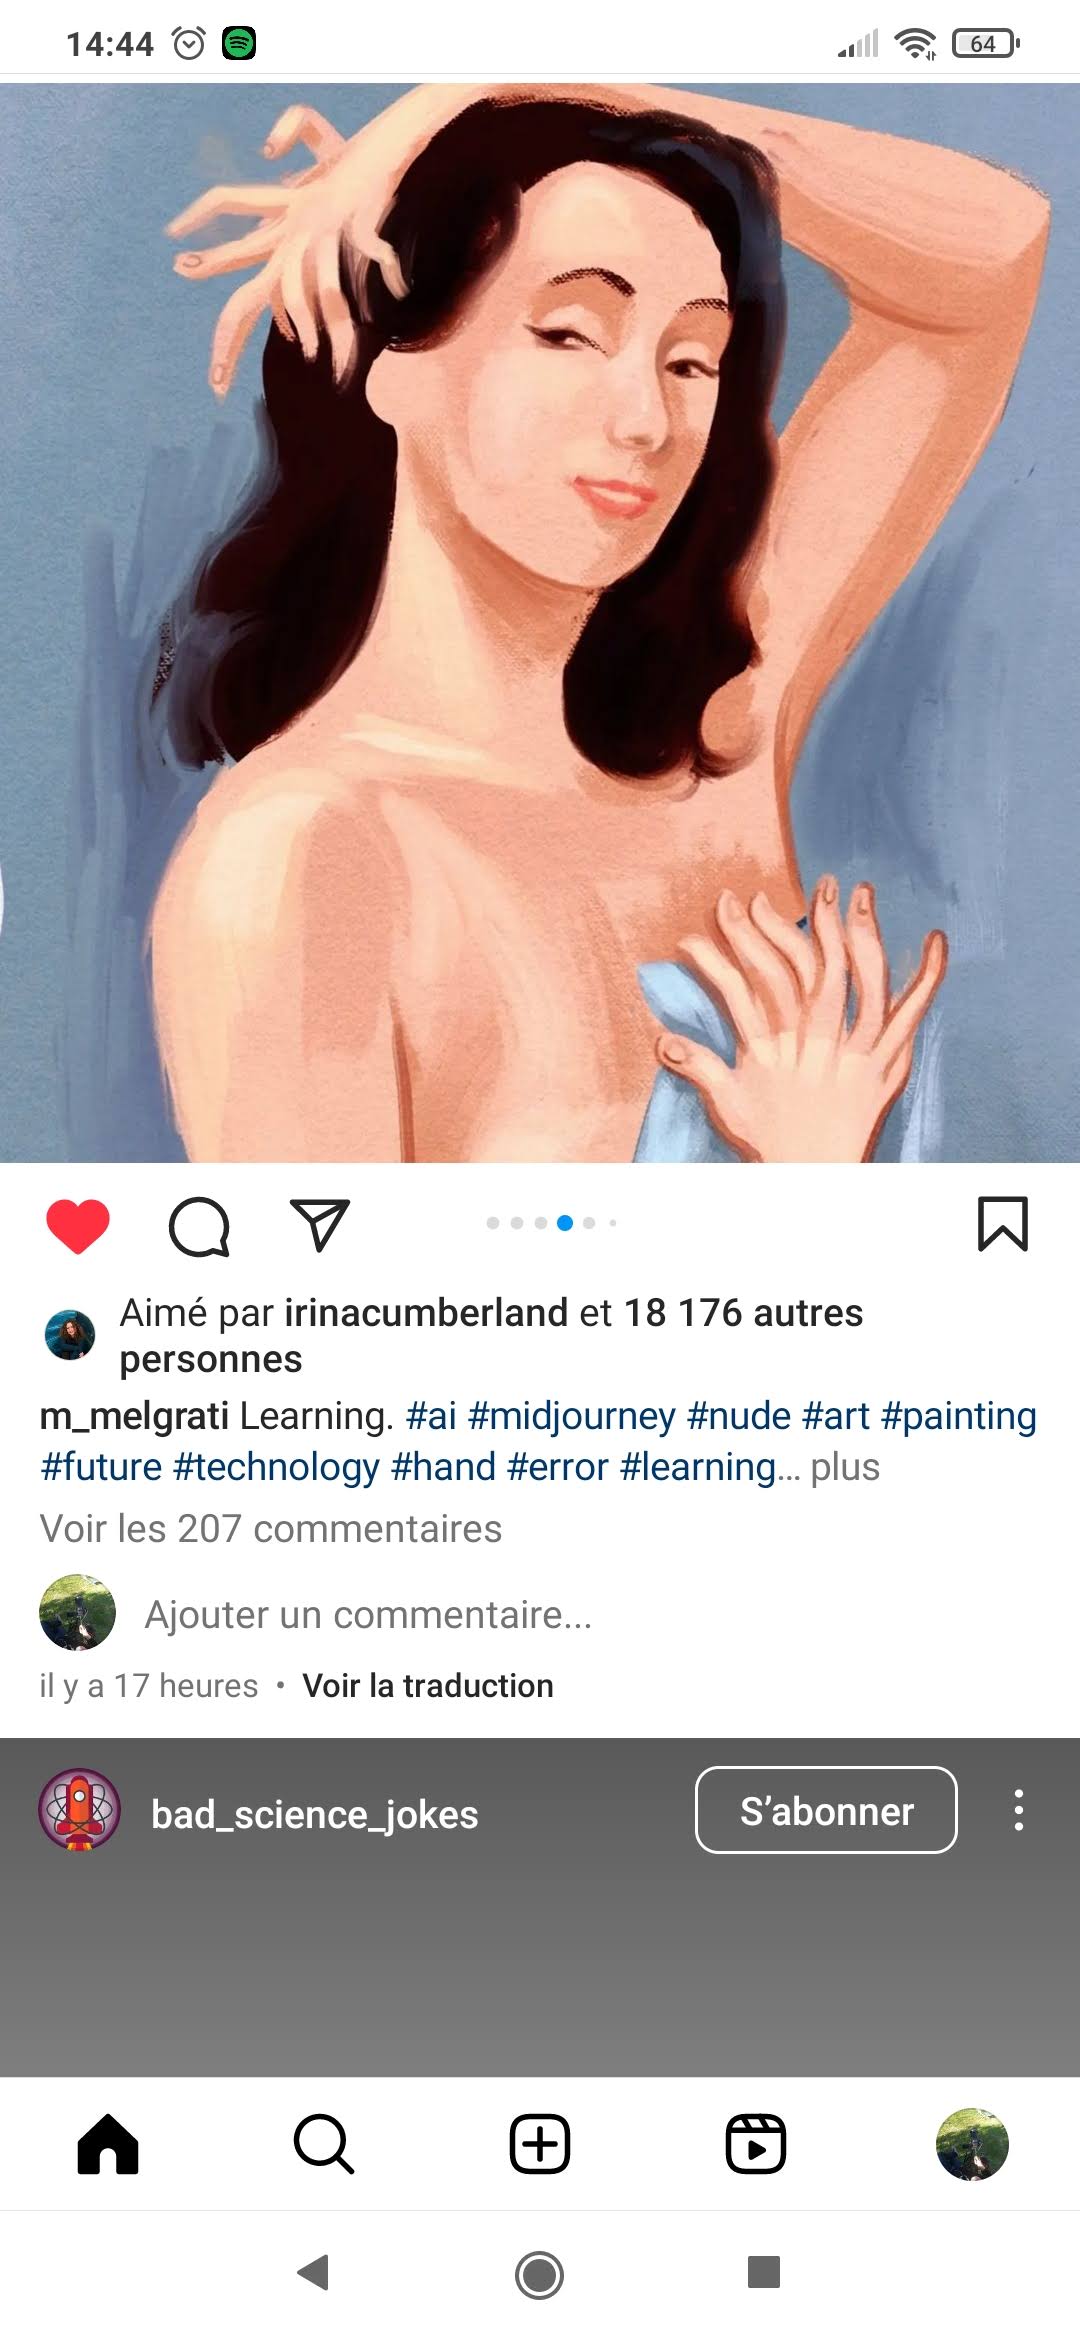 14:44
64
Aimé par irinacumberland et 18 176 autres
personnes
m_melgrati Learning. #ai #midjourney #nude #art #painting
#future #technology #hand #error #learning... plus
Voir les 207 commentaires
Ajouter un commentaire...
il y a 17 heures • Voir la traduction
bad_science_jokes
S’abonner